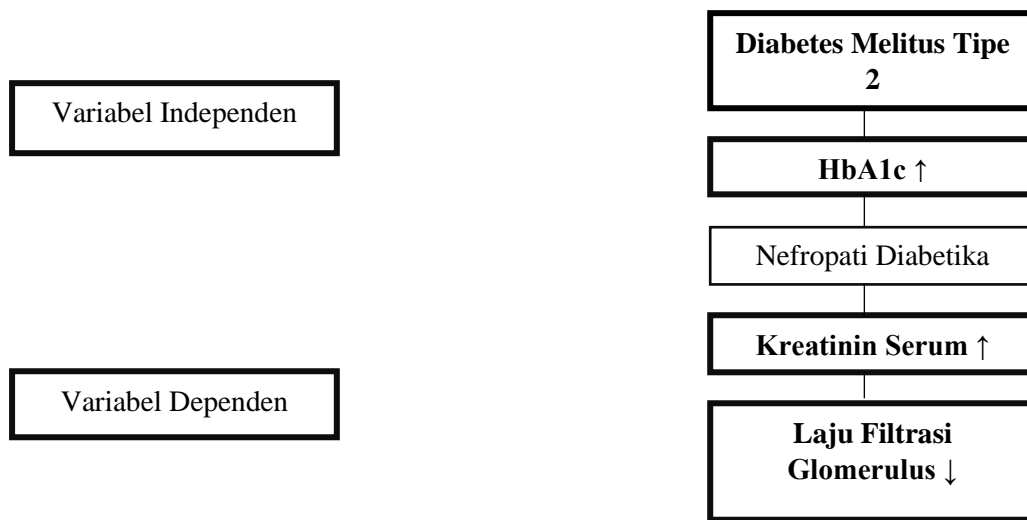 Diabetes Melitus Tipe
2
Variabel Independen
HbA1c ↑
Nefropati Diabetika
Kreatinin Serum ↑
Variabel Dependen
Laju Filtrasi
Glomerulus ↓